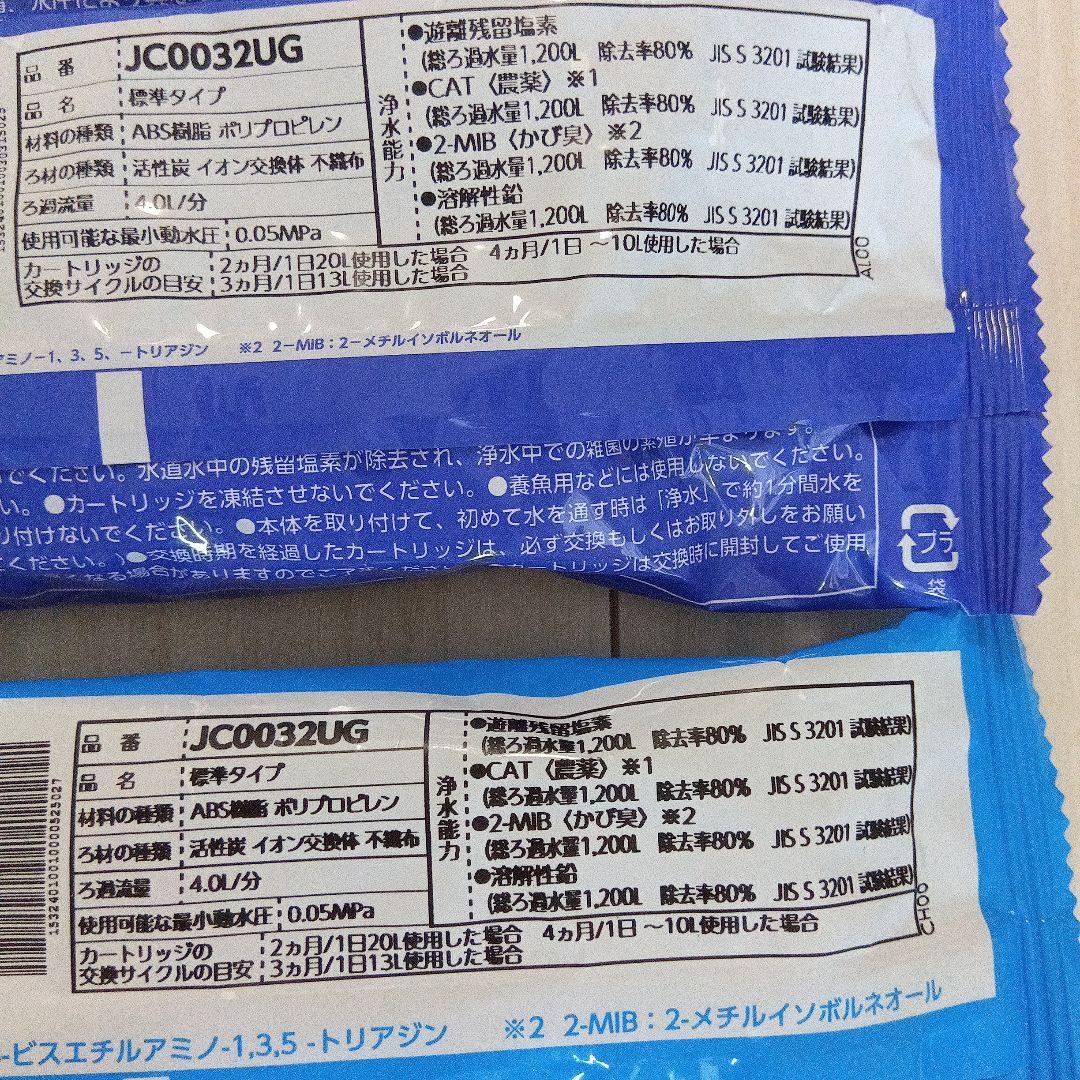 品番 JC0032UG
品名 標準タイプ
材料の種類 ABS樹脂 ポリプロピレン
ろ材の種類 活性炭 イオン交換体 不織布
ろ過流量 4.0L/分
使用可能な最小動水圧 0.05MPa
浄水能力
●遊離残留塩素
(総ろ過水量1,200L 除去率80% JIS S 3201 試験結果)
●CAT〈農薬〉※1
(総ろ過水量1,200L 除去率80% JIS S 3201 試験結果)
●2-MIB〈かび臭〉※2
(総ろ過水量1,200L 除去率80% JIS S 3201 試験結果)
●溶解性鉛
(総ろ過水量1,200L 除去率80% JIS S 3201 試験結果)
カートリッジの
交換サイクルの目安
2ヵ月/1日20L使用した場合 4ヵ月/1日 ～10L使用した場合
3ヵ月/1日13L使用した場合
AL00
アミノ-1、3、5、-トリアジン ※2 2-MIB：2-メチルイソボルネオール
でください。水道水中の残留塩素が除去され、浄水中での雑菌の繁殖が早まります。
い。●カートリッジを凍結させないでください。●養魚用などには使用しないでください。
り付けないでください。●本体を取り付けて、初めて水を通す時は「浄水」で約1分間水を
ください。)●交換時期を経過したカートリッジは、必ず交換もしくはお取り外しをお願い
カートリッジは交換時に開封してご使用
プラ
袋
品番 JC0032UG
品名 標準タイプ
材料の種類 ABS樹脂 ポリプロピレン
ろ材の種類 活性炭 イオン交換体 不織布
ろ過流量 4.0L/分
使用可能な最小動水圧 0.05MPa
浄水能力
●遊離残留塩素
(総ろ過水量1,200L 除去率80% JIS S 3201 試験結果)
●CAT〈農薬〉※1
(総ろ過水量1,200L 除去率80% JIS S 3201 試験結果)
●2-MIB〈かび臭〉※2
(総ろ過水量1,200L 除去率80% JIS S 3201 試験結果)
●溶解性鉛
(総ろ過水量1,200L 除去率80% JIS S 3201 試験結果)
カートリッジの
交換サイクルの目安
2ヵ月/1日20L使用した場合 4ヵ月/1日 ～10L使用した場合
3ヵ月/1日13L使用した場合
CH00
15324010010000525027
-ビスエチルアミノ-1,3,5 -トリアジン ※2 2-MIB：2-メチルイソボルネオール